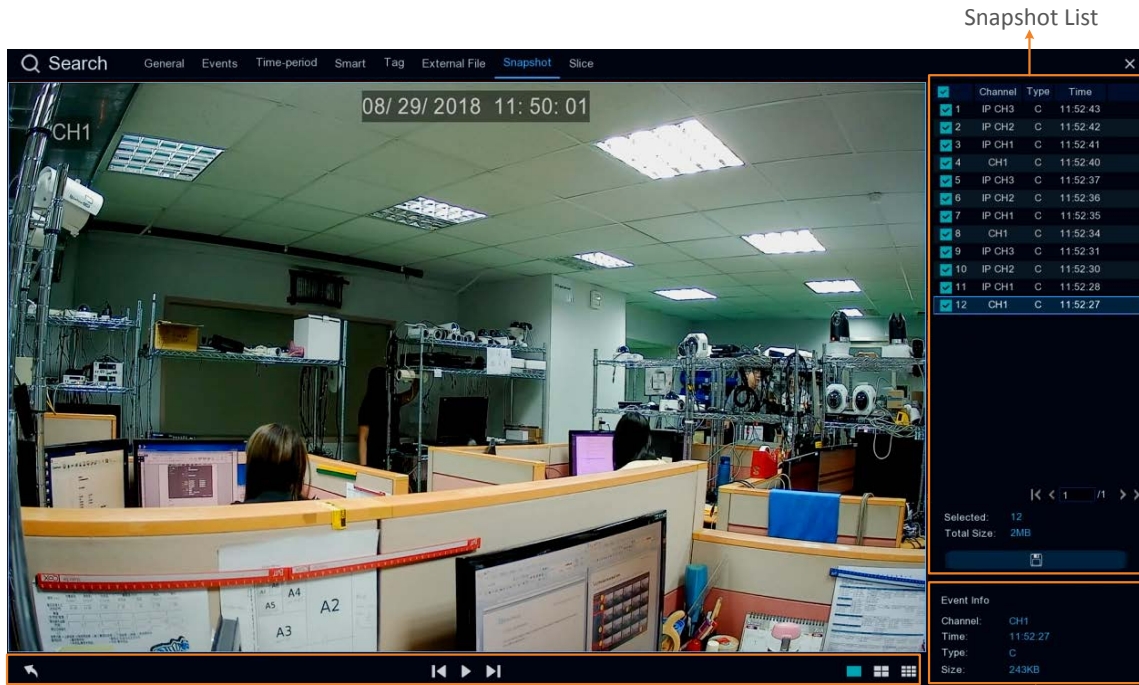 Snapshot List
Search General Events Time-period Smart Tag External File Snapshot Slice
08/ 29/ 2018 11: 50: 01
CH1
Channel Type Time
1 IP CH3 C 11:52:43
2 IP CH2 C 11:52:42
3 IP CH1 C 11:52:41
4 CH1 C 11:52:40
5 IP CH3 C 11:52:37
6 IP CH2 C 11:52:36
7 IP CH1 C 11:52:35
8 CH1 C 11:52:34
9 IP CH3 C 11:52:31
10 IP CH2 C 11:52:30
11 IP CH1 C 11:52:28
12 CH1 C 11:52:27
1 /1
Selected: 12
Total Size: 2MB
A4
A5 A2
A3
Event Info
Channel: CH1
Time: 11:52:27
Type: C
Size: 243KB